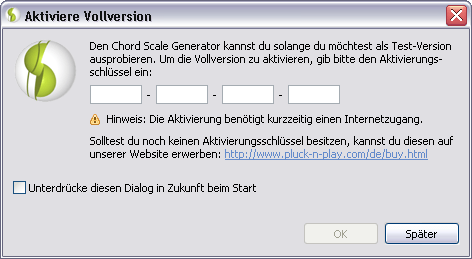 Aktiviere Vollversion
Den Chord Scale Generator kannst du solange du möchtest als Test-Version
ausprobieren. Um die Vollversion zu aktivieren, gib bitte den Aktivierungs-
schlüssel ein:
- - -
Hinweis: Die Aktivierung benötigt kurzzeitig einen Internetzugang.
Solltest du noch keinen Aktivierungsschlüssel besitzen, kannst du diesen auf
unserer Website erwerben: http://www.pluck-n-play.com/de/buy.html
Unterdrücke diesen Dialog in Zukunft beim Start
OK Später